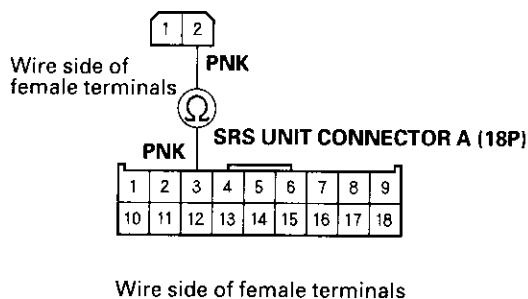 1 2
PNK
Wire side of
female terminals
Ω
SRS UNIT CONNECTOR A (18P)
PNK
1 2 3 4 5 6 7 8 9
10 11 12 13 14 15 16 17 18
Wire side of female terminals